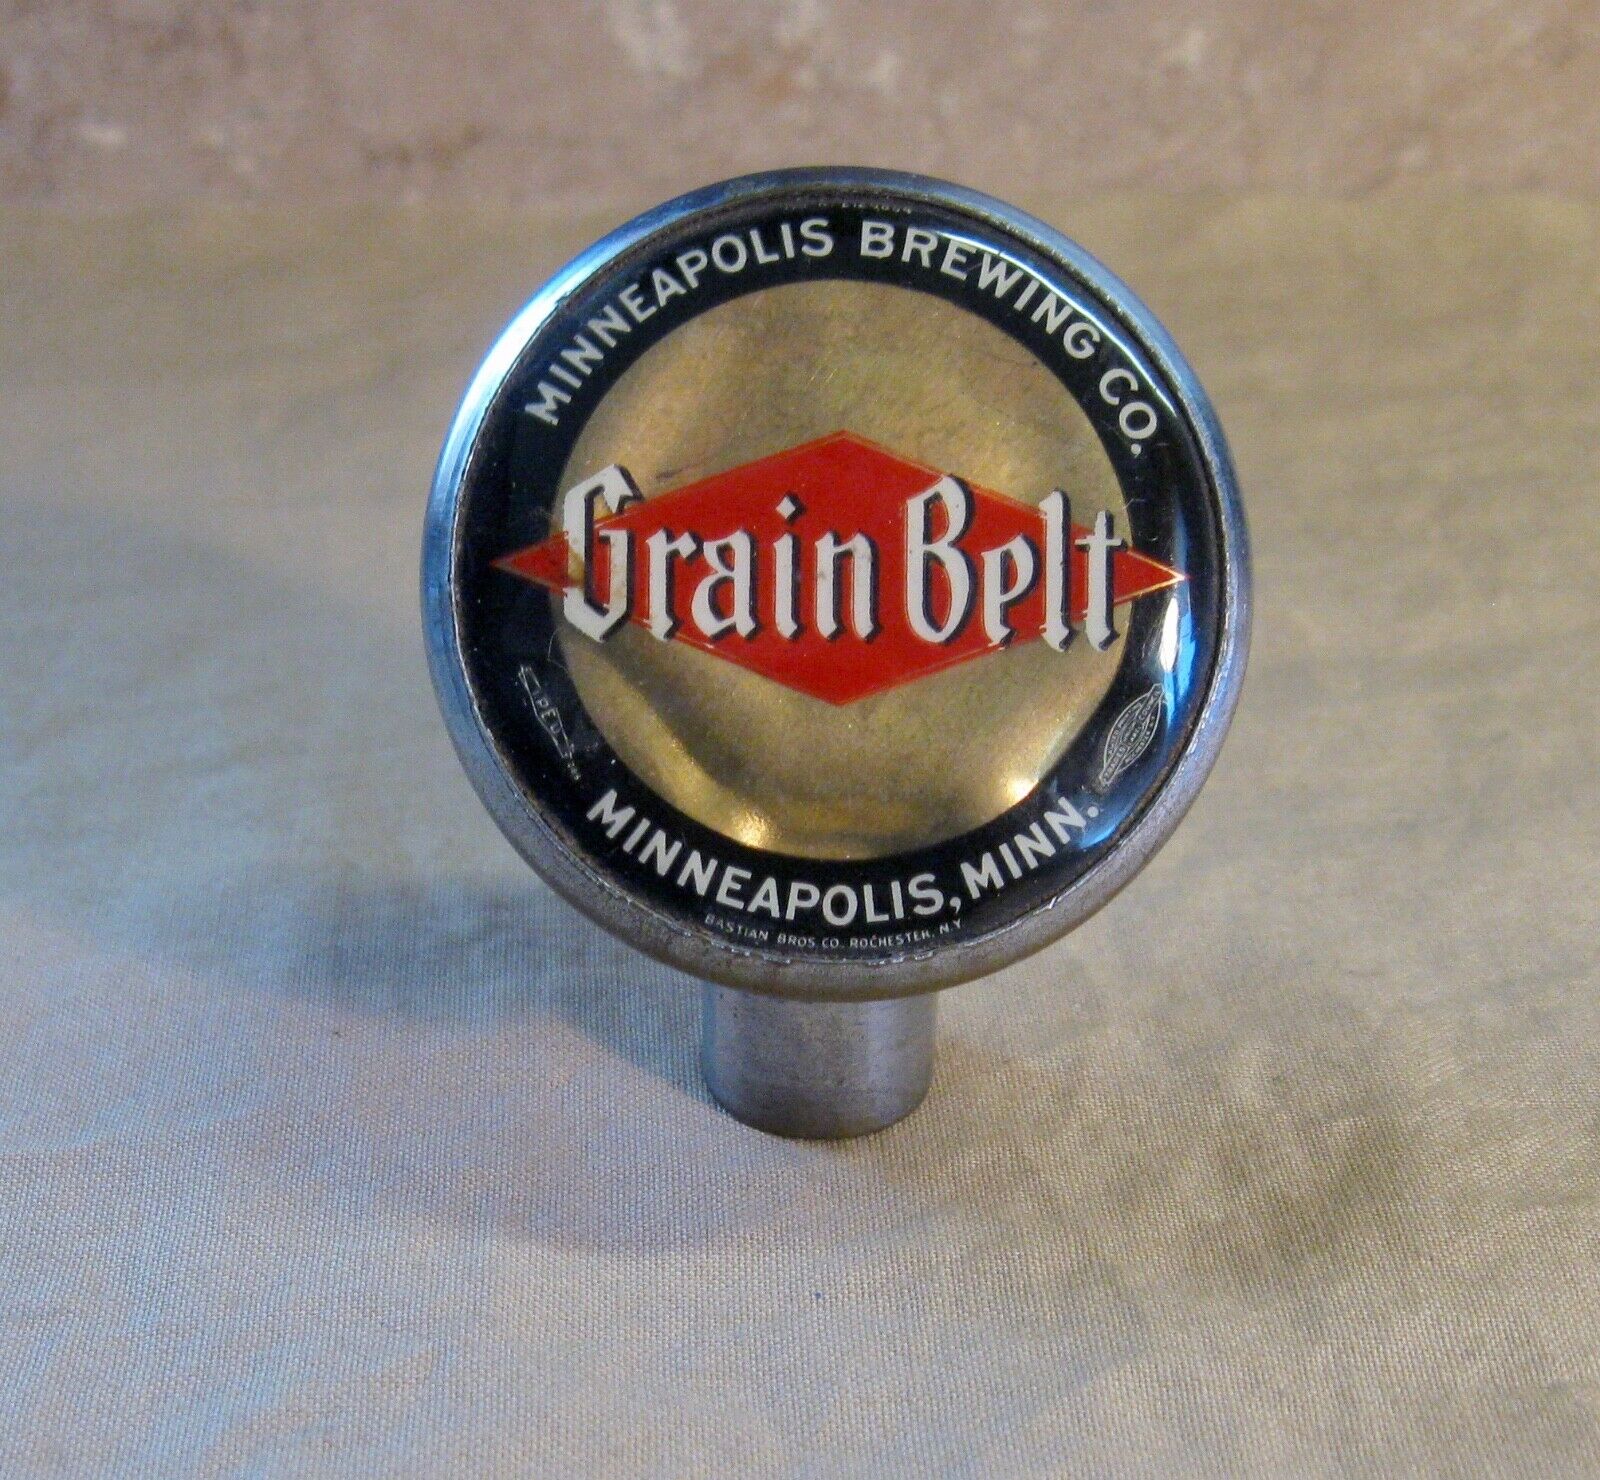 MINNEAPOLIS BREWING CO.
Grain Belt
MINNEAPOLIS, MINN.
BASTIAN BROS. CO. ROCHESTER, N.Y.